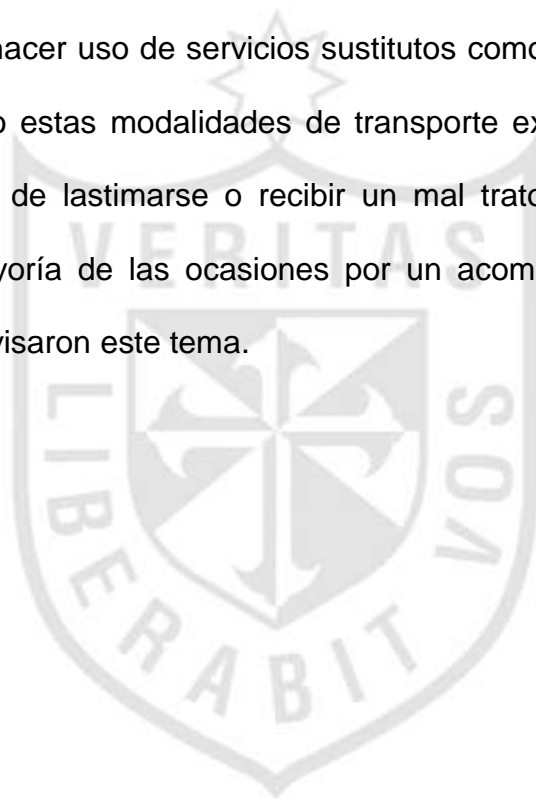 hacer uso de servicios sustitutos como
o estas modalidades de transporte ex
de lastimarse o recibir un mal trato
yoría de las ocasiones por un acom
visaron este tema.
VERITAS
LIBERABIT VOS